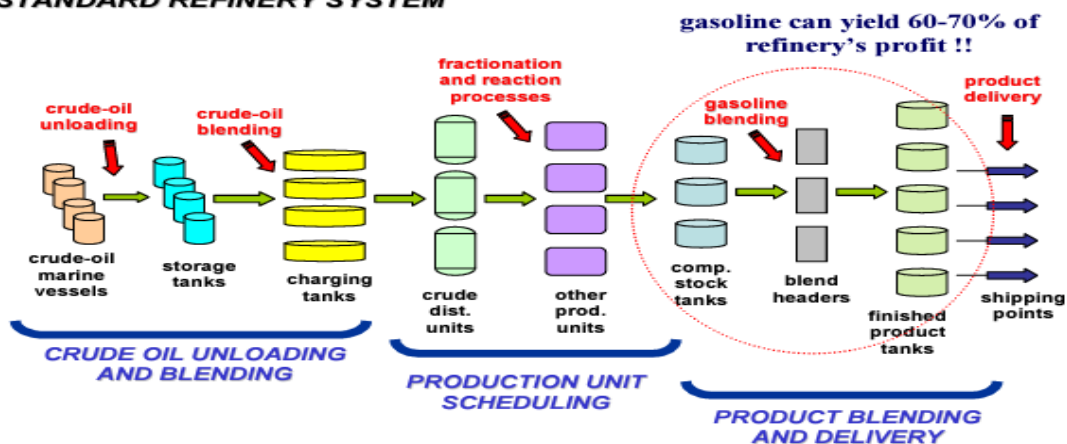 STANDARD REFINERY SYSTEM
gasoline can yield 60-70% of
refinery's profit !!
crude-oil
unloading
crude-oil
blending
fractionation
and reaction
processes
gasoline
blending
product
delivery
crude-oil
marine
vessels
storage
tanks
charging
tanks
crude
dist.
units
other
prod.
units
comp.
stock
tanks
blend
headers
finished
product
tanks
shipping
points
CRUDE OIL UNLOADING
AND BLENDING
PRODUCTION UNIT
SCHEDULING
PRODUCT BLENDING
AND DELIVERY